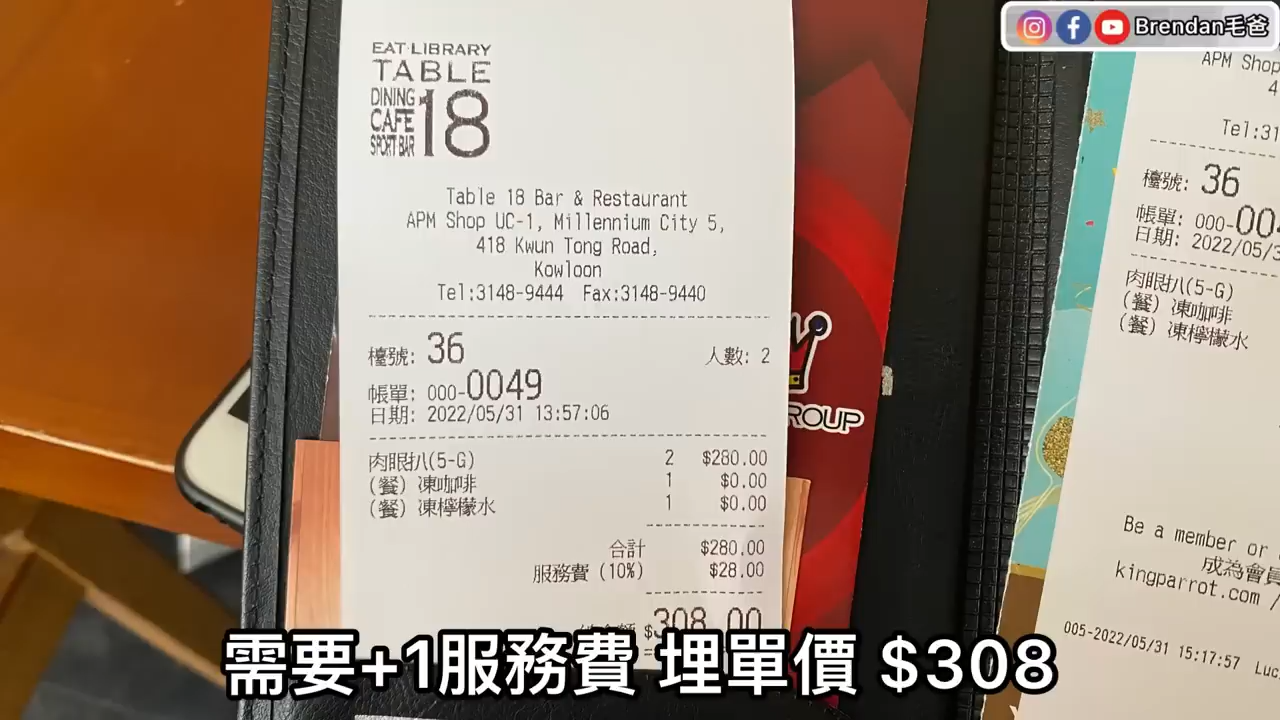 Brendan毛爸
EAT·LIBRARY
TABLE
DINING
CAFE
SPORT BAR
18
Table 18 Bar & Restaurant
APM Shop UC-1, Millennium City 5,
418 Kwun Tong Road,
Kowloon
Tel:3148-9444 Fax:3148-9440
檯號: 36 人數: 2
帳單: 000-0049
日期: 2022/05/31 13:57:06
肉眼扒(5-G) 2 $280.00
(餐) 凍咖啡 1 $0.00
(餐) 凍檸檬水 1 $0.00
合計 $280.00
服務費 (10%) $28.00
$308.00
ROUP
APM Shop
4
Tel:31
檯號: 36
帳單: 000-004
日期: 2022/05/3
肉眼扒(5-G)
(餐) 凍咖啡
(餐) 凍檸檬水
Be a member or
成為會員
kingparrot.com /
005-2022/05/31 15:17:57 Luc
需要+1服務費 埋單價 $308